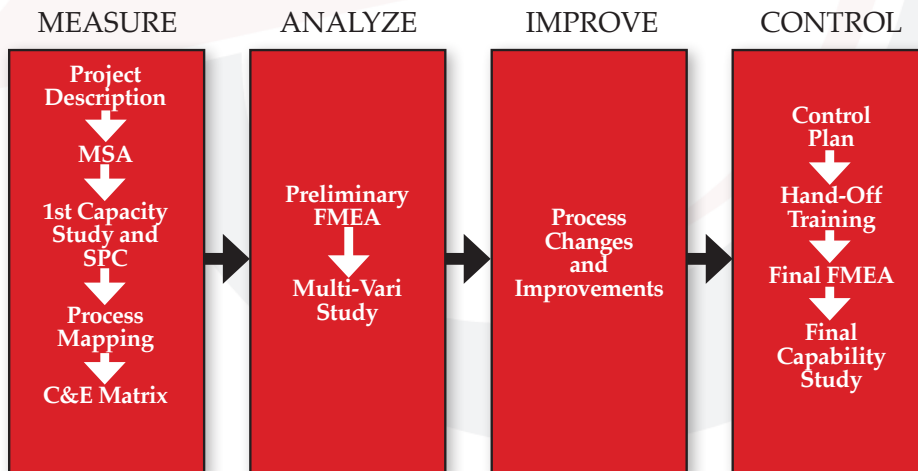 MEASURE
Project
Description
MSA
1st Capacity
Study and
SPC
Process
Mapping
C&E Matrix
ANALYZE
Preliminary
FMEA
Multi-Vari
Study
IMPROVE
Process
Changes
and
Improvements
CONTROL
Control
Plan
Hand-Off
Training
Final FMEA
Final
Capability
Study